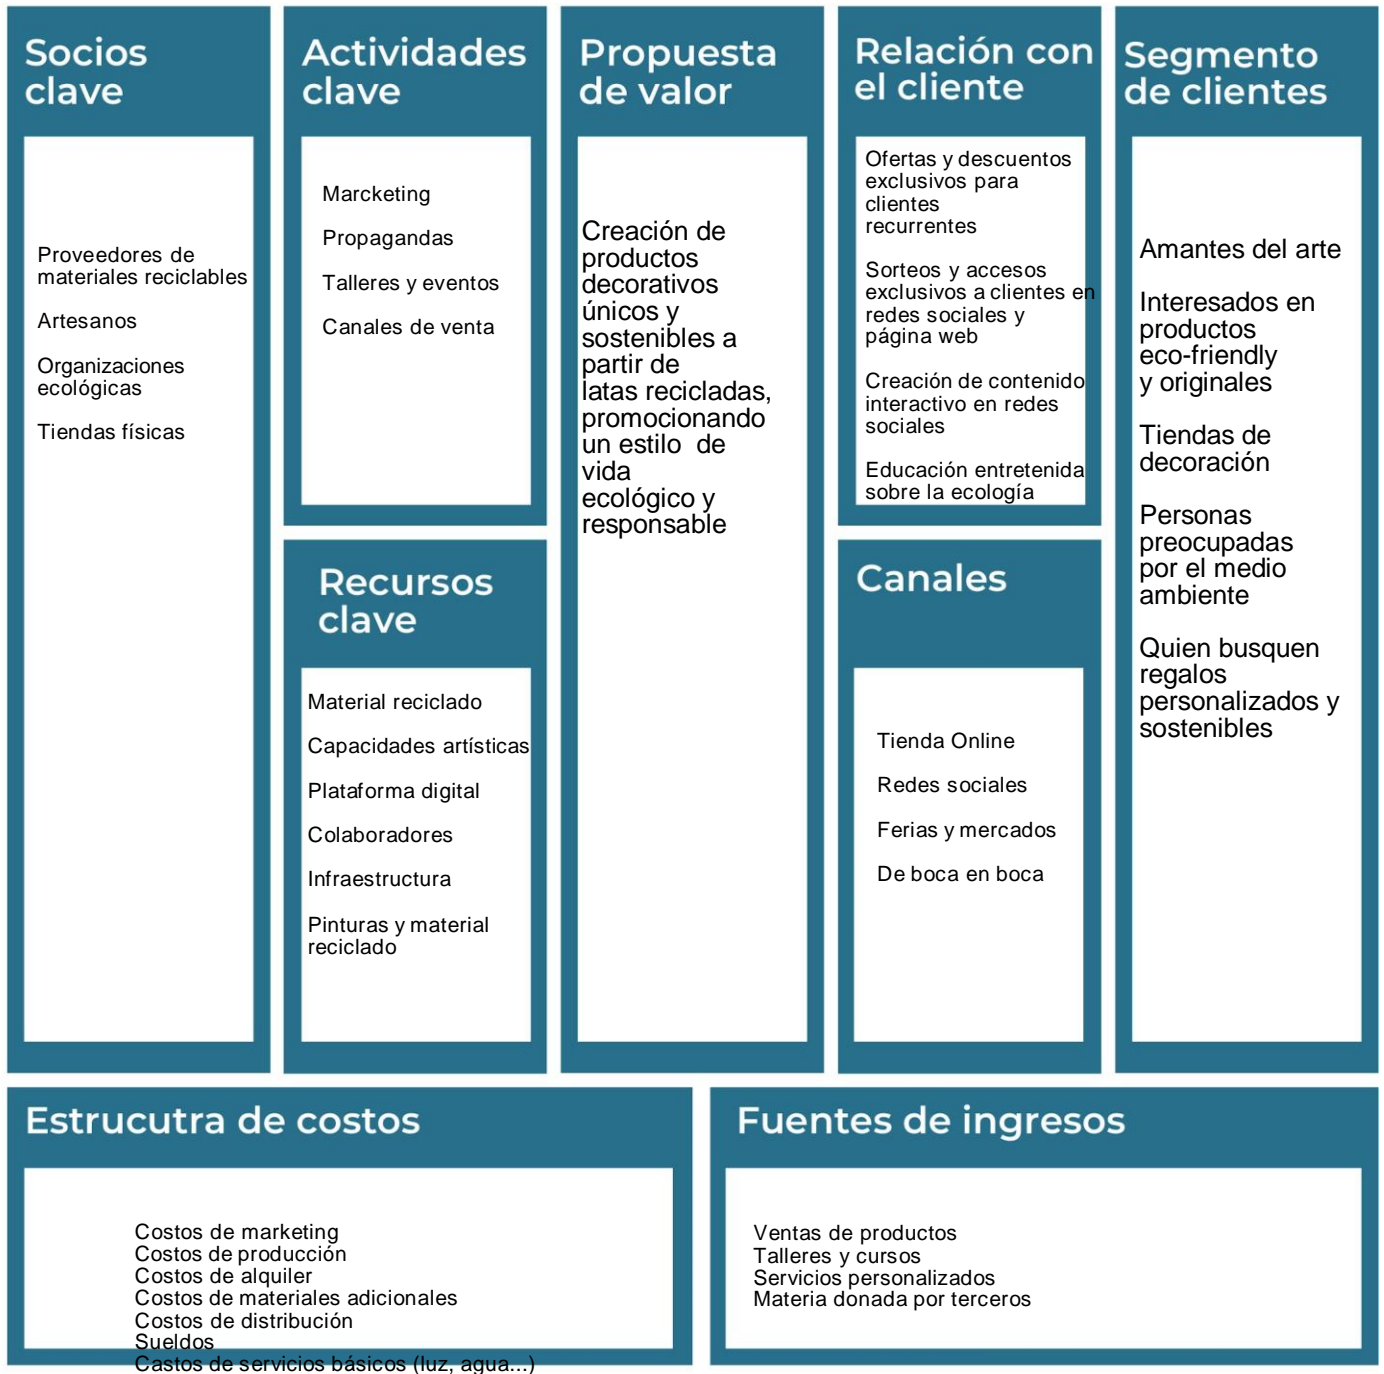 Socios
clave
Proveedores de
materiales reciclables
Artesanos
Organizaciones
ecológicas
Tiendas físicas
Actividades
clave
Marcketing
Propagandas
Talleres y eventos
Canales de venta
Recursos
clave
Material reciclado
Capacidades artísticas
Plataforma digital
Colaboradores
Infraestructura
Pinturas y material
reciclado
Propuesta
de valor
Creación de
productos
decorativos
únicos y
sostenibles a
partir de
latas recicladas,
promocionando
un estilo de
vida
ecológico y
responsable
Relación con
el cliente
Ofertas y descuentos
exclusivos para
clientes
recurrentes
Sorteos y accesos
exclusivos a clientes en
redes sociales y
página web
Creación de contenido
interactivo en redes
sociales
Educación entretenida
sobre la ecología
Canales
Tienda Online
Redes sociales
Ferias y mercados
De boca en boca
Segmento
de clientes
Amantes del arte
Interesados en
productos
eco-friendly
y originales
Tiendas de
decoración
Personas
preocupadas
por el medio
ambiente
Quien busquen
regalos
personalizados y
sostenibles
Estrucutra de costos
Costos de marketing
Costos de producción
Costos de alquiler
Costos de materiales adicionales
Costos de distribución
Sueldos
Castos de servicios básicos (luz, agua...)
Fuentes de ingresos
Ventas de productos
Talleres y cursos
Servicios personalizados
Materia donada por terceros